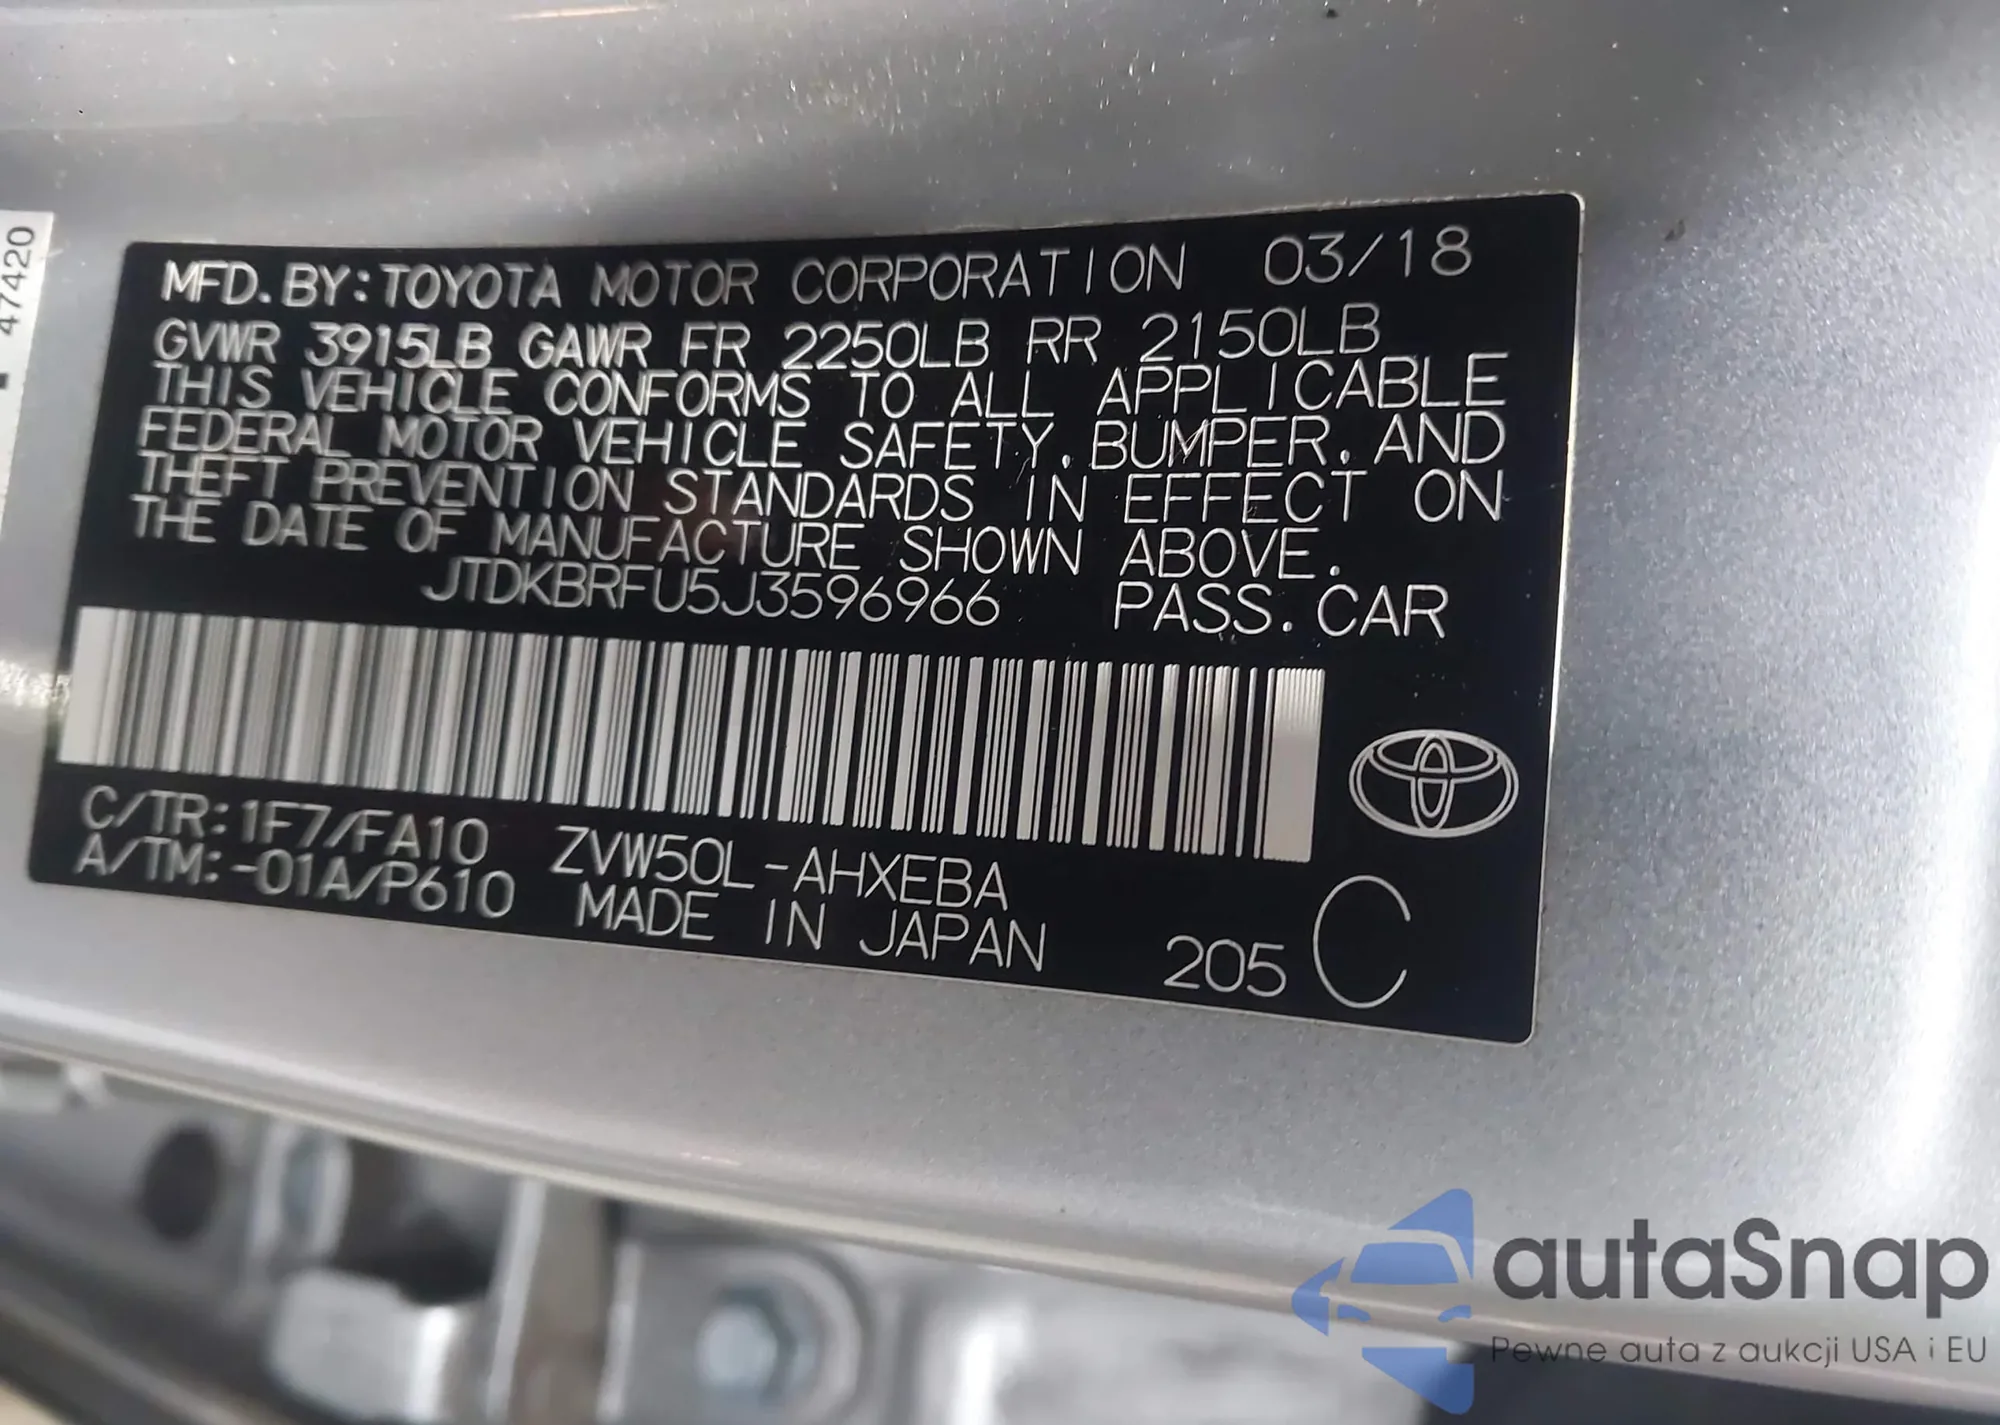 47420
MFD. BY: TOYOTA MOTOR CORPORATION 03/18
GVWR 3915LB GAWR FR 2250LB RR 2150LB
THIS VEHICLE CONFORMS TO ALL APPLICABLE
FEDERAL MOTOR VEHICLE SAFETY, BUMPER, AND
THEFT PREVENTION STANDARDS IN EFFECT ON
THE DATE OF MANUFACTURE SHOWN ABOVE.
JTDKBRFU5J3596966 PASS. CAR
C/TR: 1F7/FA10 ZVW50L-AHXEBA
A/TM: -01A/P610 MADE IN JAPAN 205 C
autaSnap
Pewne auta z aukcji USA i EU